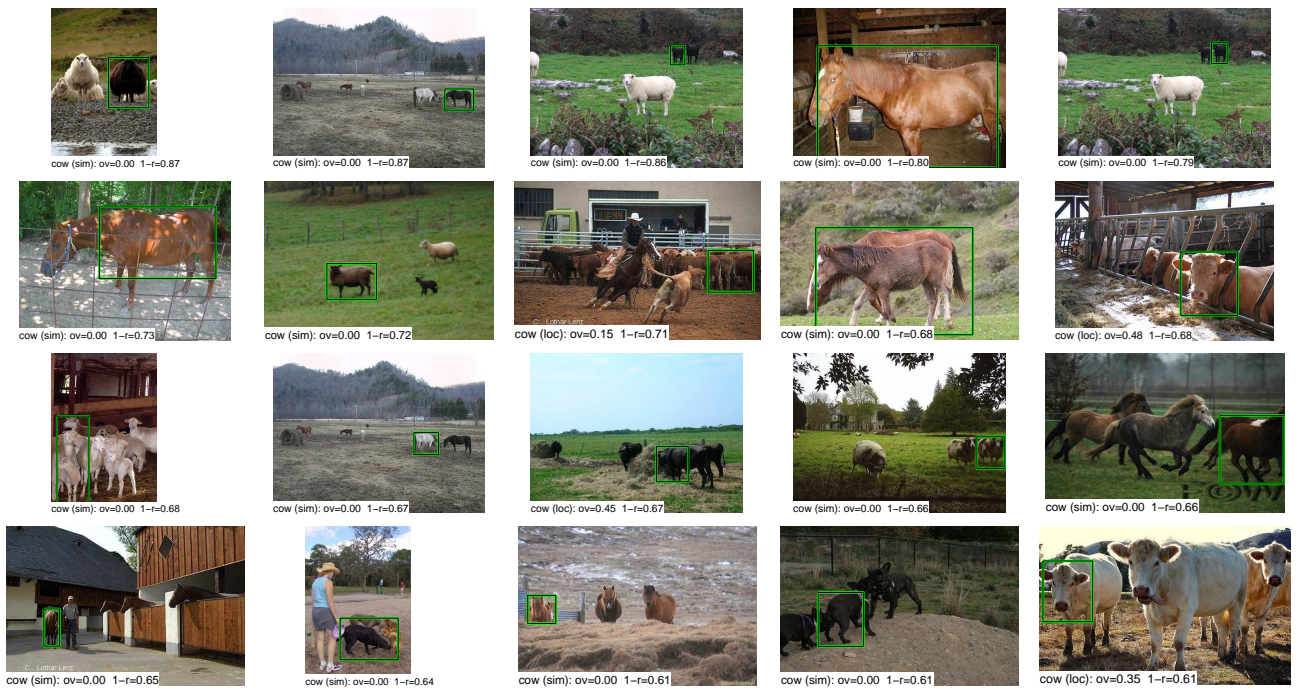 cow (sim): ov=0.00 1−r=0.87
cow (sim): ov=0.00 1−r=0.87
cow (sim): ov=0.00 1−r=0.86
cow (sim): ov=0.00 1−r=0.80
cow (sim): ov=0.00 1−r=0.79
cow (sim): ov=0.00 1−r=0.73
cow (sim): ov=0.00 1−r=0.72
Lothar Lenz
cow (loc): ov=0.15 1−r=0.71
cow (sim): ov=0.00 1−r=0.68
cow (loc): ov=0.48 1−r=0.68
cow (sim): ov=0.00 1−r=0.68
cow (sim): ov=0.00 1−r=0.67
cow (loc): ov=0.45 1−r=0.67
cow (sim): ov=0.00 1−r=0.66
cow (sim): ov=0.00 1−r=0.66
C Lothar Lenz
cow (sim): ov=0.00 1−r=0.65
cow (sim): ov=0.00 1−r=0.64
cow (sim): ov=0.00 1−r=0.61
cow (sim): ov=0.00 1−r=0.61
cow (loc): ov=0.35 1−r=0.61